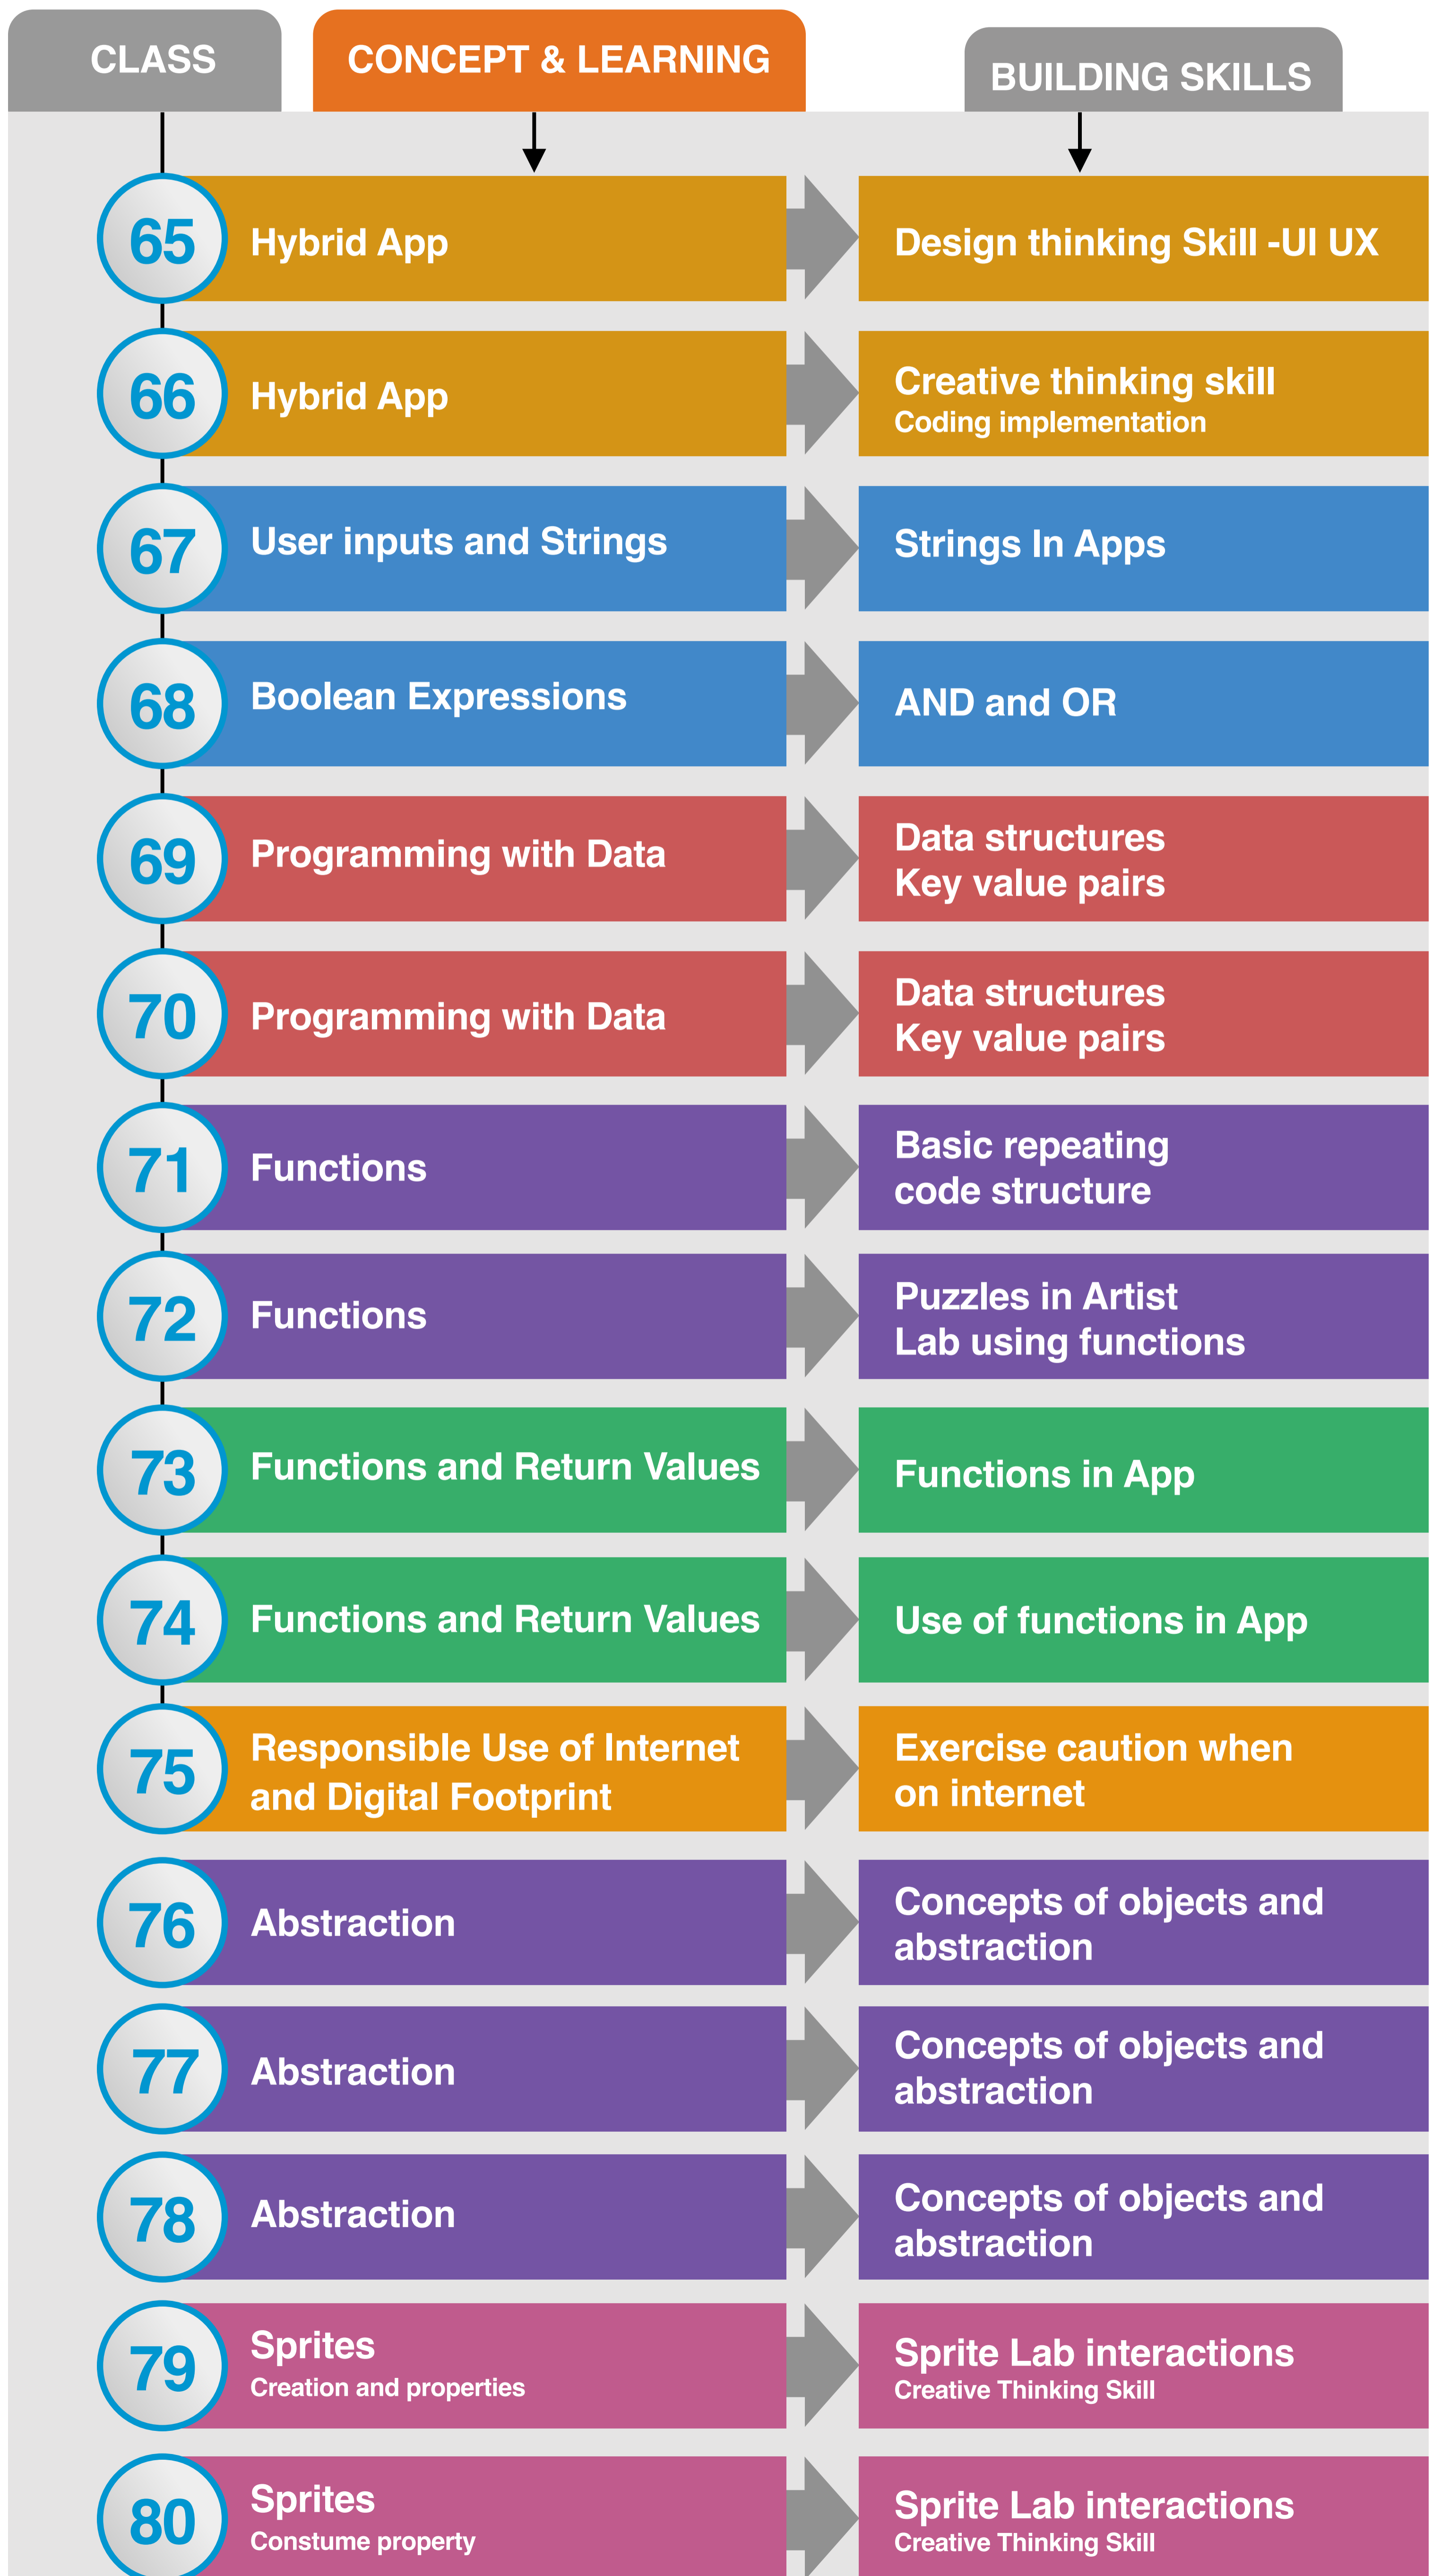 CLASS
CONCEPT & LEARNING
BUILDING SKILLS
65
Hybrid App
Design thinking Skill -UI UX
66
Hybrid App
Creative thinking skill
Coding implementation
67
User inputs and Strings
Strings In Apps
68
Boolean Expressions
AND and OR
69
Programming with Data
Data structures
Key value pairs
70
Programming with Data
Data structures
Key value pairs
71
Functions
Basic repeating
code structure
72
Functions
Puzzles in Artist
Lab using functions
73
Functions and Return Values
Functions in App
74
Functions and Return Values
Use of functions in App
75
Responsible Use of Internet
and Digital Footprint
Exercise caution when
on internet
76
Abstraction
Concepts of objects and
abstraction
77
Abstraction
Concepts of objects and
abstraction
78
Abstraction
Concepts of objects and
abstraction
79
Sprites
Creation and properties
Sprite Lab interactions
Creative Thinking Skill
80
Sprites
Constume property
Sprite Lab interactions
Creative Thinking Skill